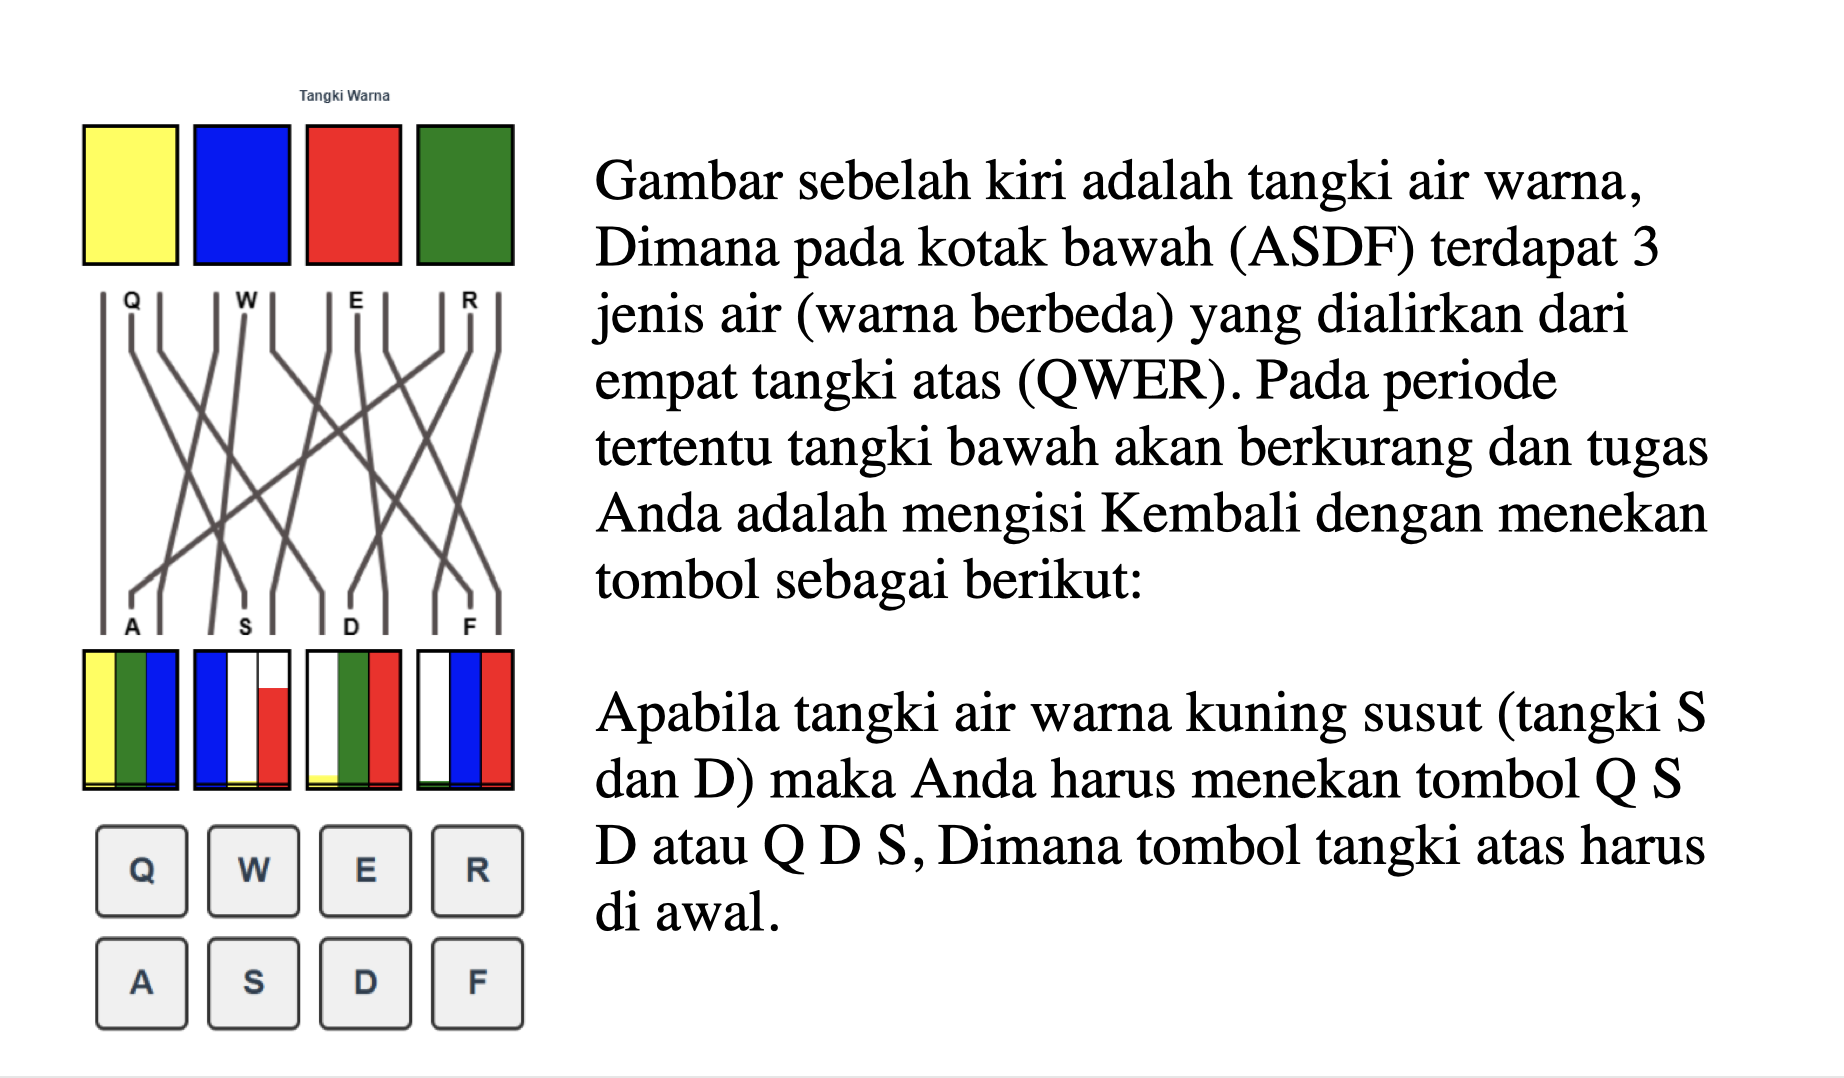 Tangki Warna
Q W E R
A S D F
Q W E R
A S D F
Gambar sebelah kiri adalah tangki air warna,
Dimana pada kotak bawah (ASDF) terdapat 3
jenis air (warna berbeda) yang dialirkan dari
empat tangki atas (QWER). Pada periode
tertentu tangki bawah akan berkurang dan tugas
Anda adalah mengisi Kembali dengan menekan
tombol sebagai berikut:
Apabila tangki air warna kuning susut (tangki S
dan D) maka Anda harus menekan tombol Q S
D atau Q D S, Dimana tombol tangki atas harus
di awal.